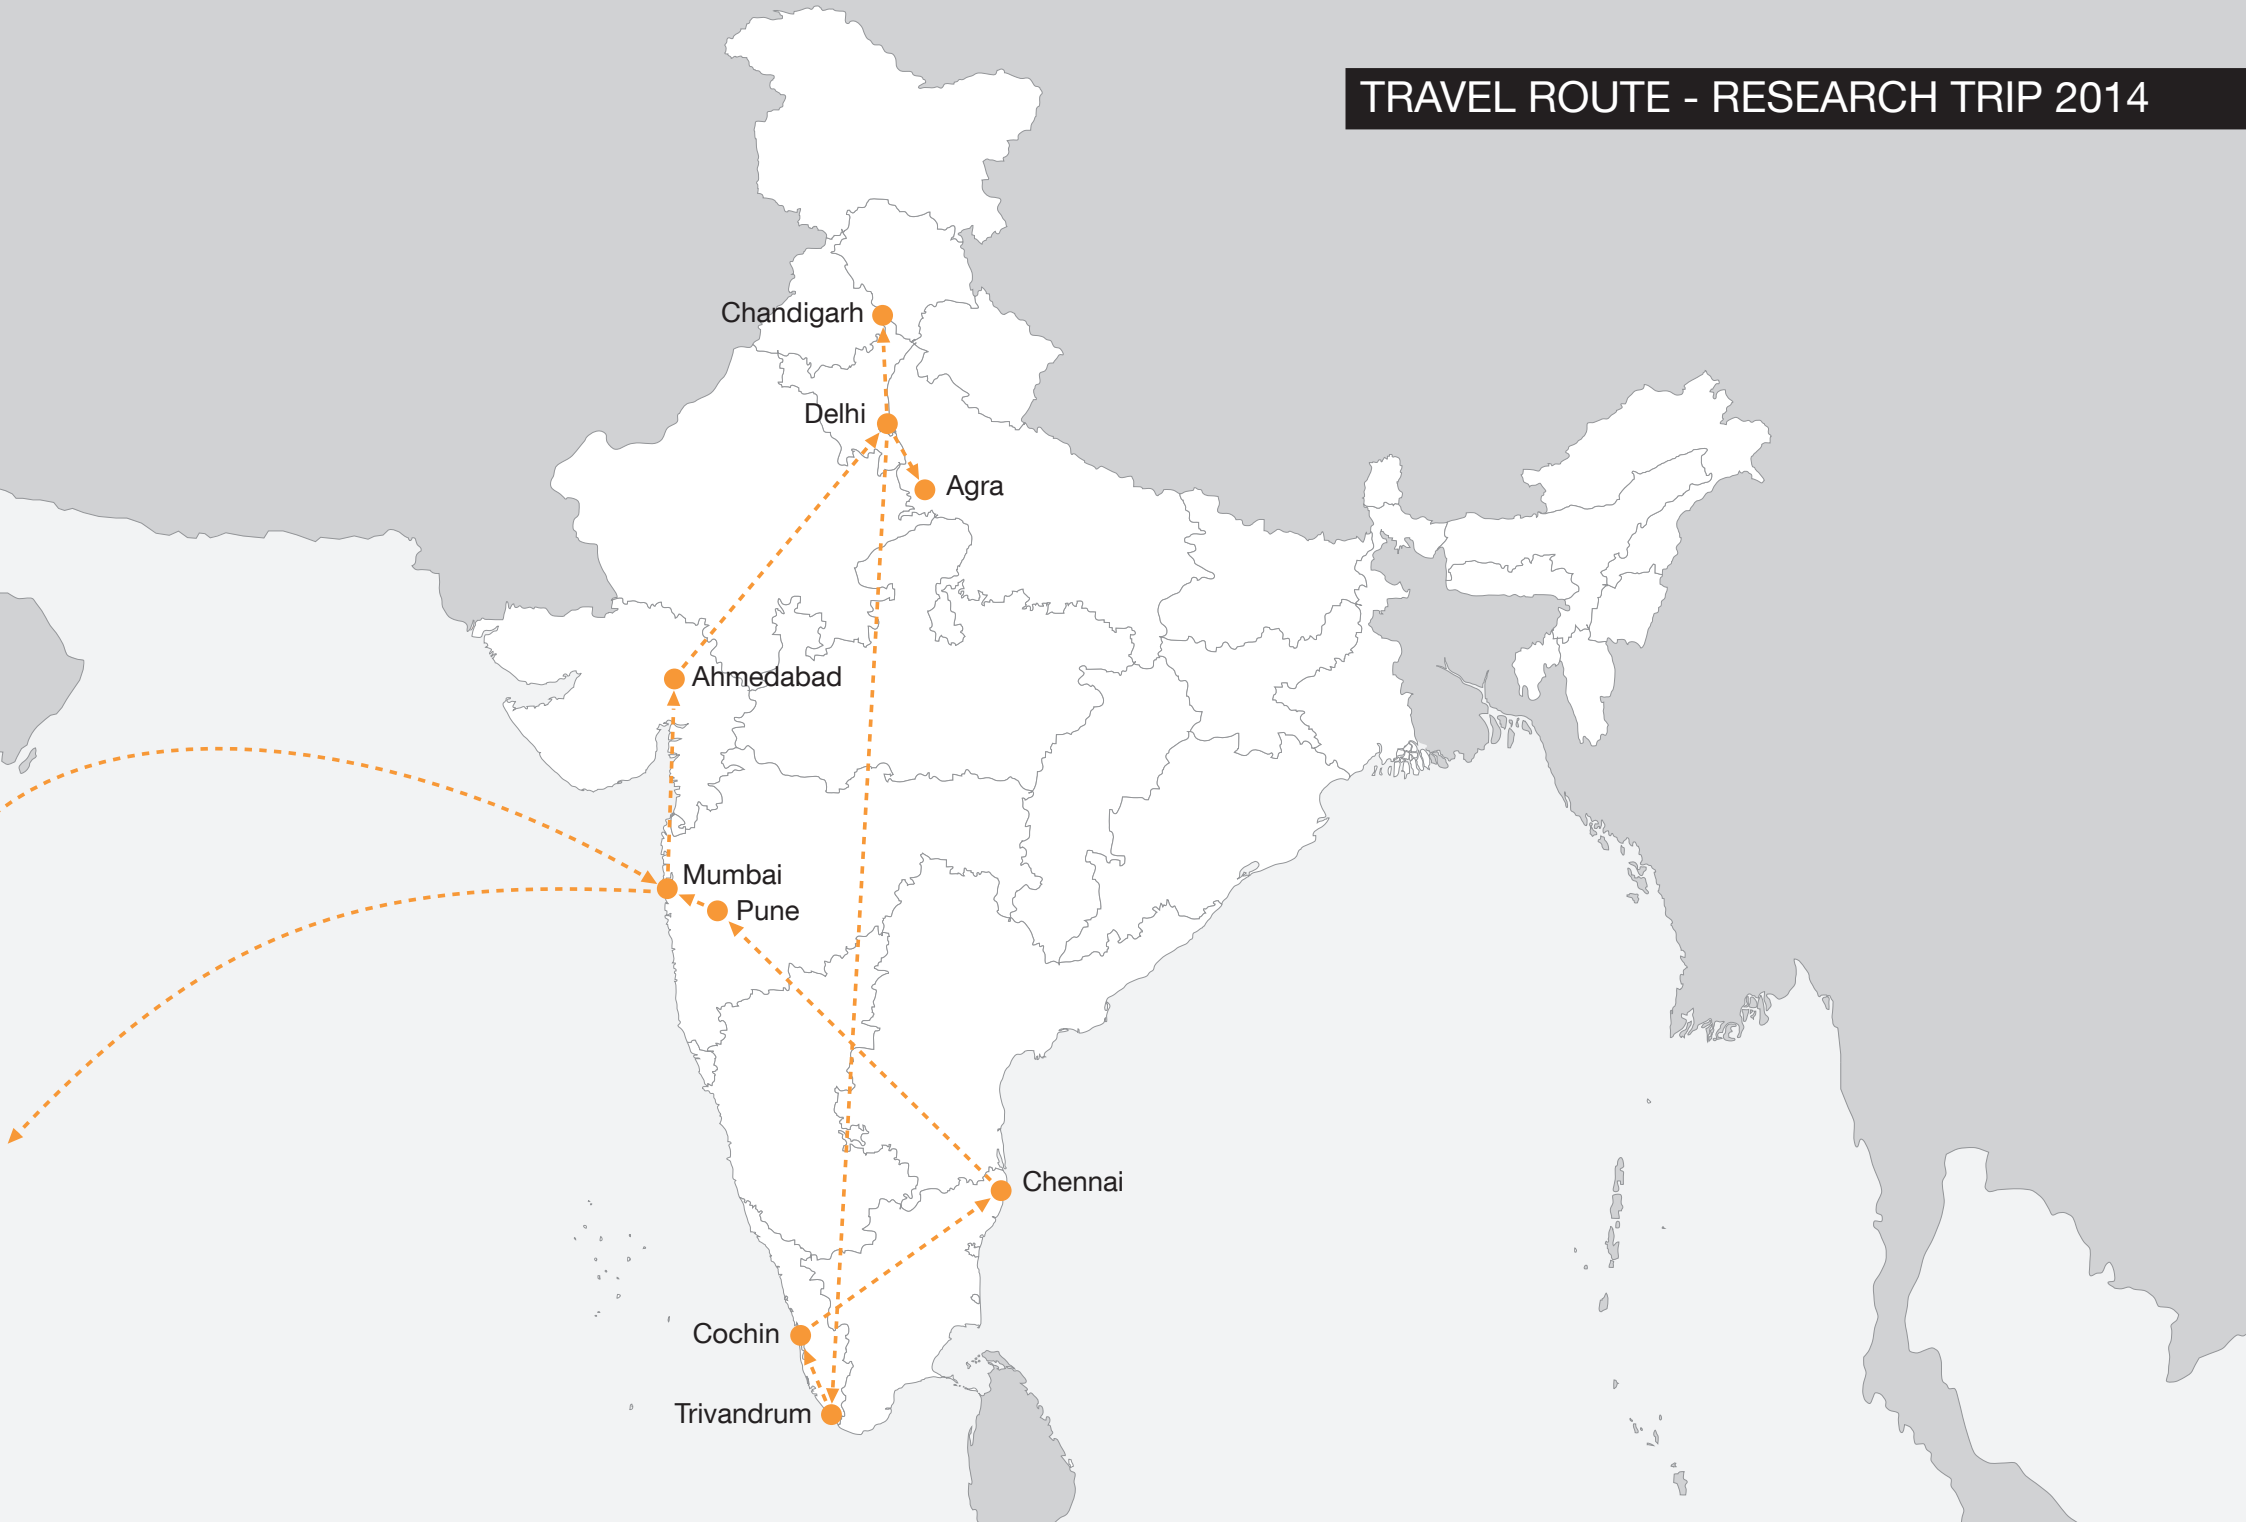 TRAVEL ROUTE - RESEARCH TRIP 2014
Chandigarh
Delhi
Agra
Ahmedabad
Mumbai
Pune
Chennai
Cochin
Trivandrum